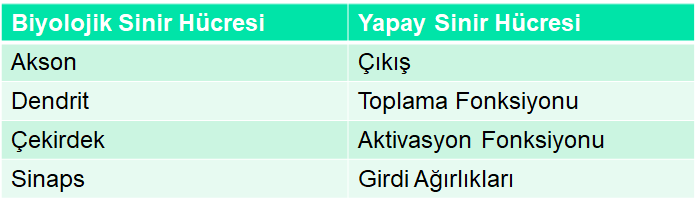 Biyolojik Sinir Hücresi Yapay Sinir Hücresi
Akson Çıkış
Dendrit Toplama Fonksiyonu
Çekirdek Aktivasyon Fonksiyonu
Sinaps Girdi Ağırlıkları